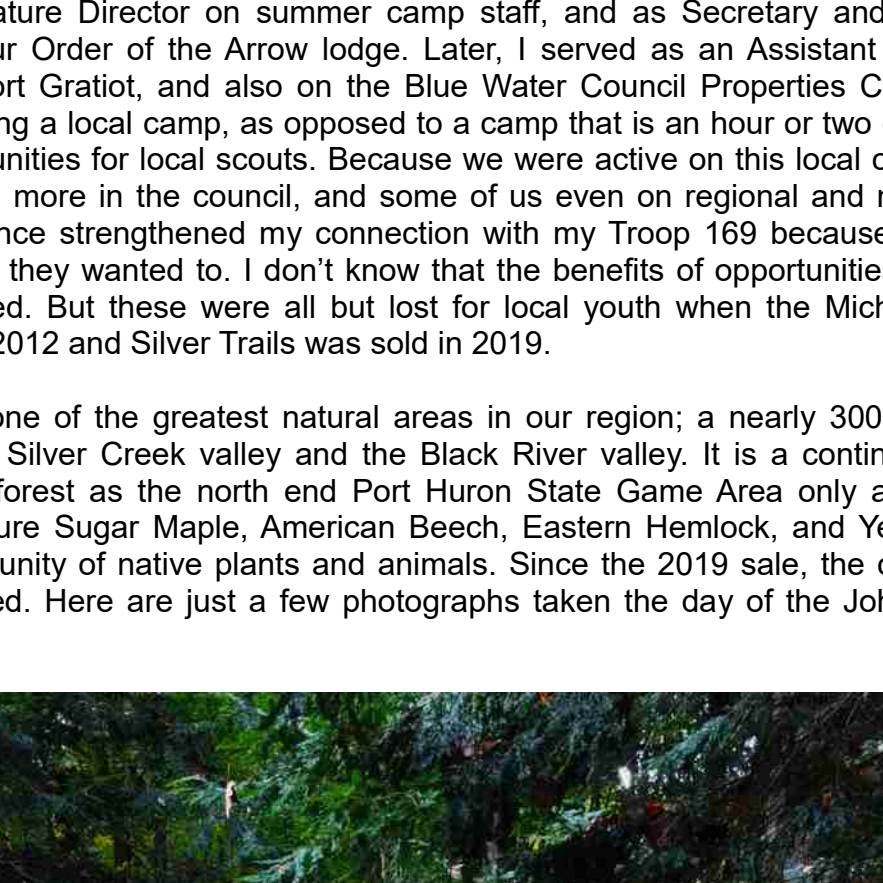 ature Director on summer camp staff, and as Secretary and
ur Order of the Arrow lodge. Later, I served as an Assistant
ort Gratiot, and also on the Blue Water Council Properties C
ng a local camp, as opposed to a camp that is an hour or two
unities for local scouts. Because we were active on this local c
more in the council, and some of us even on regional and
nce strengthened my connection with my Troop 169 because
they wanted to. I don’t know that the benefits of opportunitie
ed. But these were all but lost for local youth when the Mich
2012 and Silver Trails was sold in 2019.
one of the greatest natural areas in our region; a nearly 300
Silver Creek valley and the Black River valley. It is a contin
forest as the north end Port Huron State Game Area only a
ure Sugar Maple, American Beech, Eastern Hemlock, and Ye
unity of native plants and animals. Since the 2019 sale, the
ed. Here are just a few photographs taken the day of the Joh